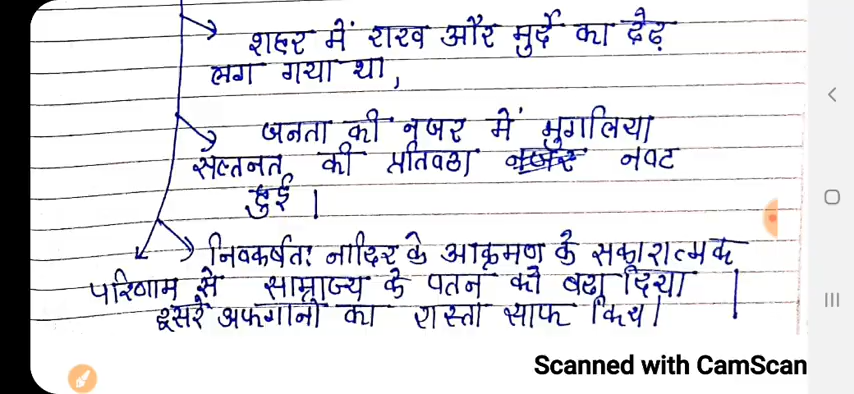 शहर में राख और मुर्दे का ढ़ेढ़
लग गया था,
जनता की नजर में मुगलिया
सल्तनत की प्रतिष्ठा नष्ट
हुई।
निष्कर्षतः नादिर के आक्रमण के सकारात्मक
परिणाम से साम्राज्य के पतन को बढा दिया
दूसरे अफगानो का रास्ता साफ किया।
Scanned with CamScan